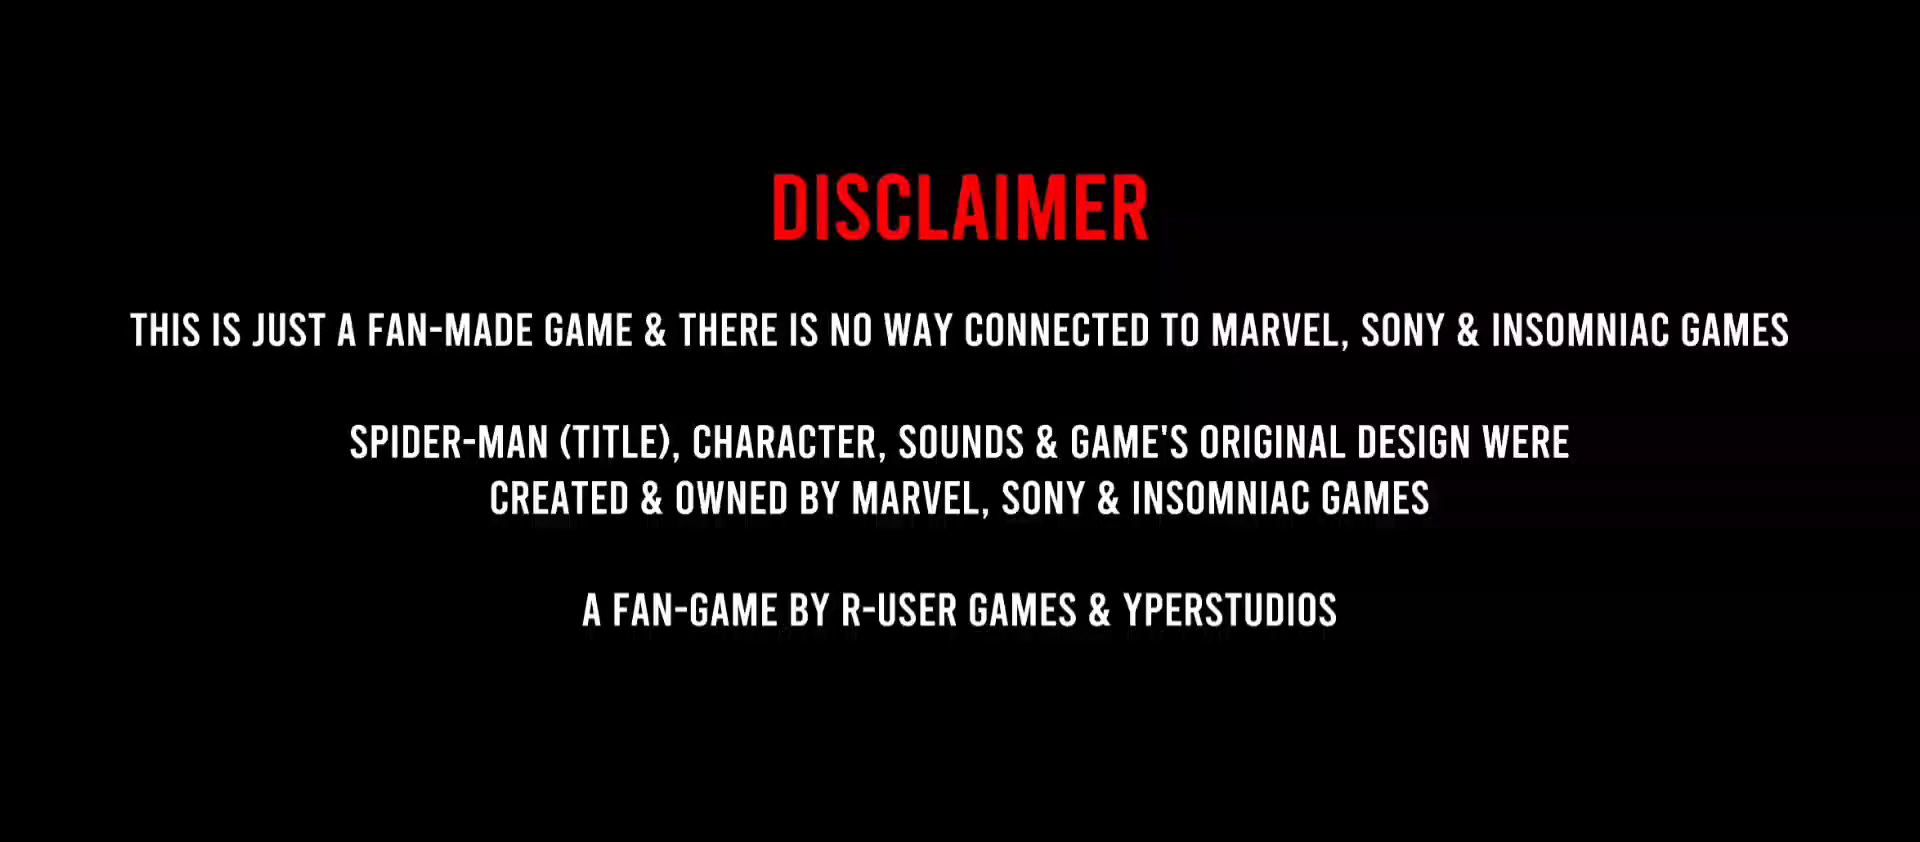 DISCLAIMER
THIS IS JUST A FAN-MADE GAME & THERE IS NO WAY CONNECTED TO MARVEL, SONY & INSOMNIAC GAMES
SPIDER-MAN (TITLE), CHARACTER, SOUNDS & GAME'S ORIGINAL DESIGN WERE
CREATED & OWNED BY MARVEL, SONY & INSOMNIAC GAMES
A FAN-GAME BY R-USER GAMES & YPERSTUDIOS